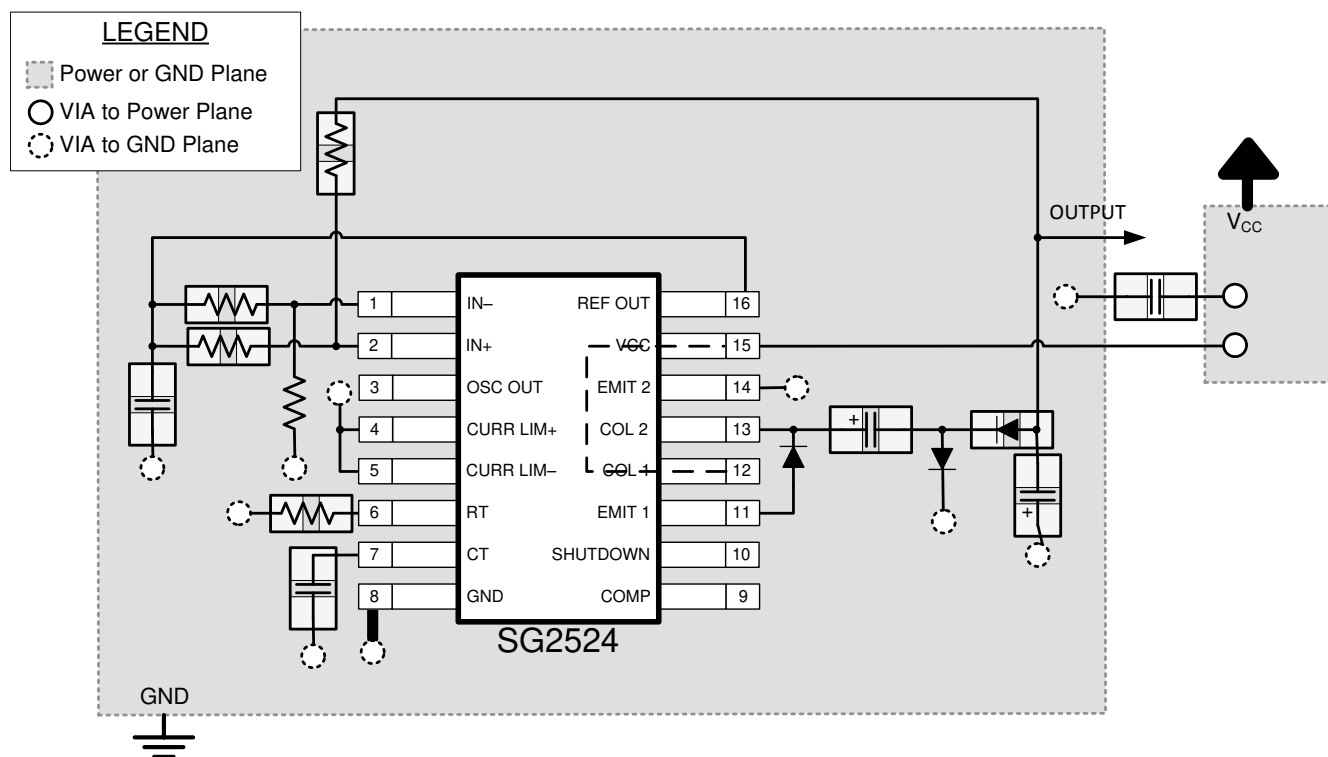 LEGEND
Power or GND Plane
VIA to Power Plane
VIA to GND Plane
OUTPUT
VCC
1 IN– REF OUT 16
2 IN+ VCC 15
3 OSC OUT EMIT 2 14
4 CURR LIM+ COL 2 13
5 CURR LIM– COL 1 12
6 RT EMIT 1 11
7 CT SHUTDOWN 10
8 GND COMP 9
+
+
SG2524
GND